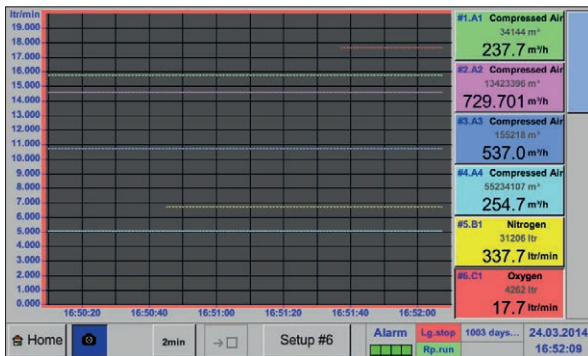 ltr/min
19.000
18.000
17.000
16.000
15.000
14.000
13.000
12.000
11.000
10.000
9.000
8.000
7.000
6.000
5.000
4.000
3.000
2.000
1.000
0.000
16:50:20 16:50:40 16:51:00 16:51:20 16:51:40 16:52:00
#1.A1 Compressed Air
34144 m³
237.7 m³/h
#2.A2 Compressed Air
13423396 m³
729.701 m³/h
#3.A3 Compressed Air
155218 m³
537.0 m³/h
#4.A4 Compressed Air
55234107 m³
254.7 m³/h
#5.B1 Nitrogen
31206 ltr
337.7 ltr/min
#6.C1 Oxygen
4262 ltr
17.7 ltr/min
Home 2min Setup #6 Alarm Lg.stop 1003 days... 24.03.2014
Rp.run 16:52:09